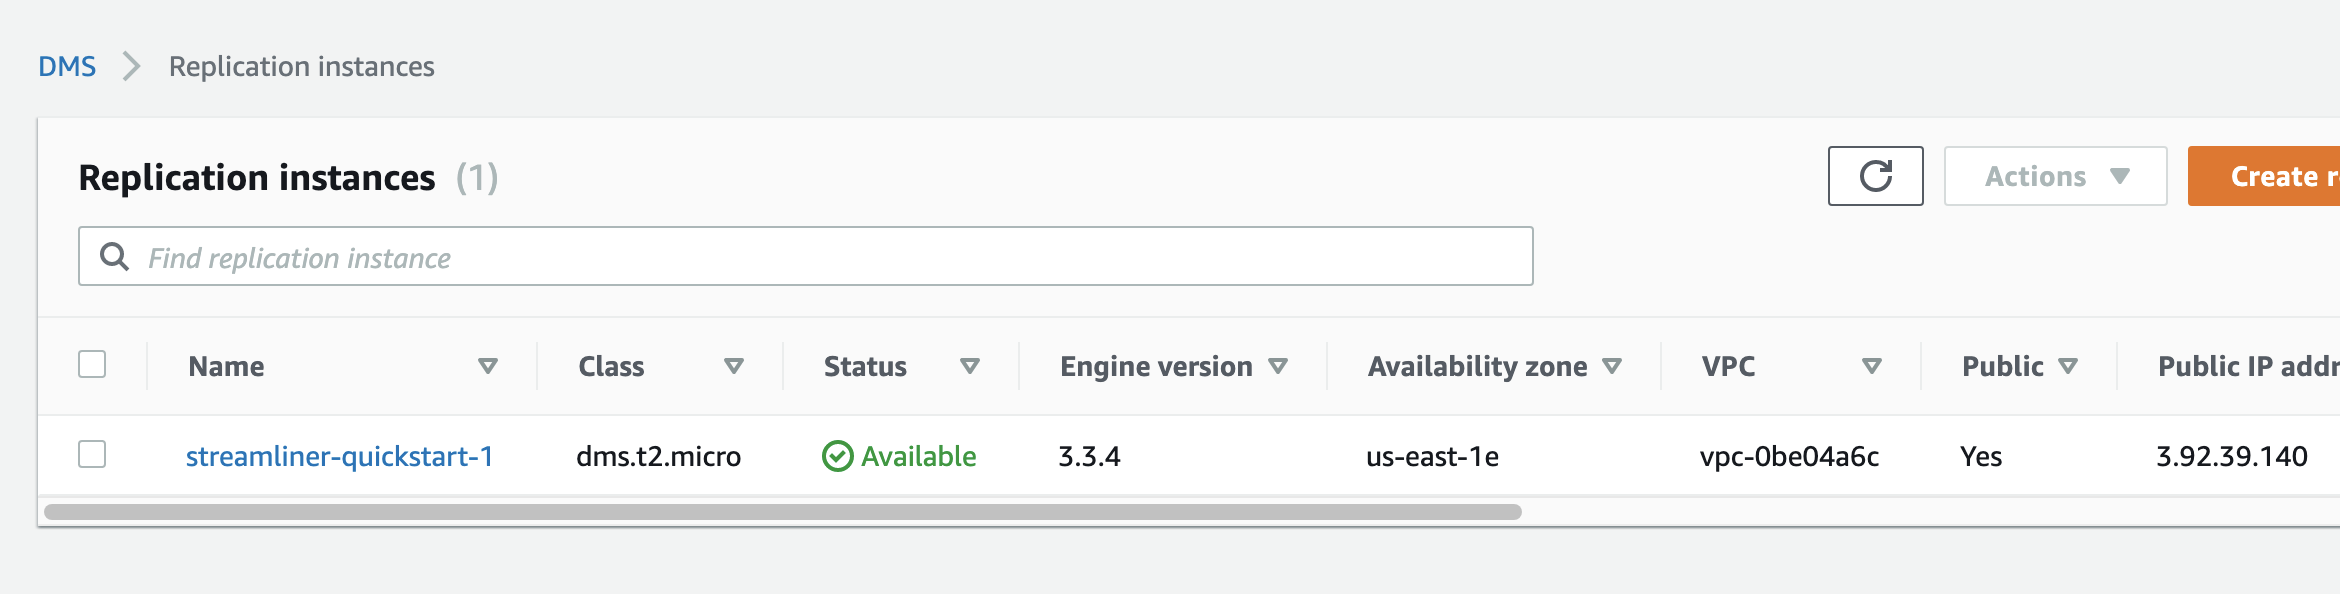 DMS Replication instances
Replication instances (1)
Actions
Create r
Find replication instance
Name Class Status Engine version Availability zone VPC Public Public IP addr
streamliner-quickstart-1 dms.t2.micro Available 3.3.4 us-east-1e vpc-0be04a6c Yes 3.92.39.140